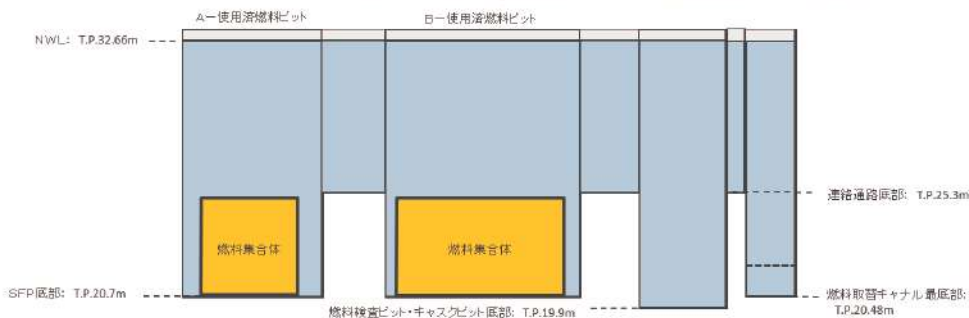 A－使用済燃料ピット
B－使用済燃料ピット
NWL: T.P.32.66m
連絡通路底部: T.P.25.3m
燃料集合体
燃料集合体
SFP底部: T.P.20.7m
燃料検査ピット・キャスクピット底部: T.P.19.9m
燃料取替キャナル最底部:
T.P.20.48m